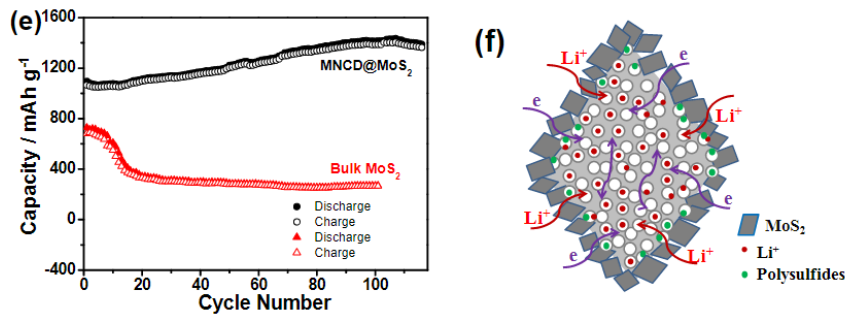 (e)
1600
1200
800
400
0
-400
Capacity / mAh g⁻¹
MNCD@MoS₂
Bulk MoS₂
Discharge
Charge
Discharge
Charge
0 20 40 60 80 100
Cycle Number
(f)
Li⁺
e
e
Li⁺
Li⁺
e
e
Li⁺
MoS₂
Li⁺
Polysulfides